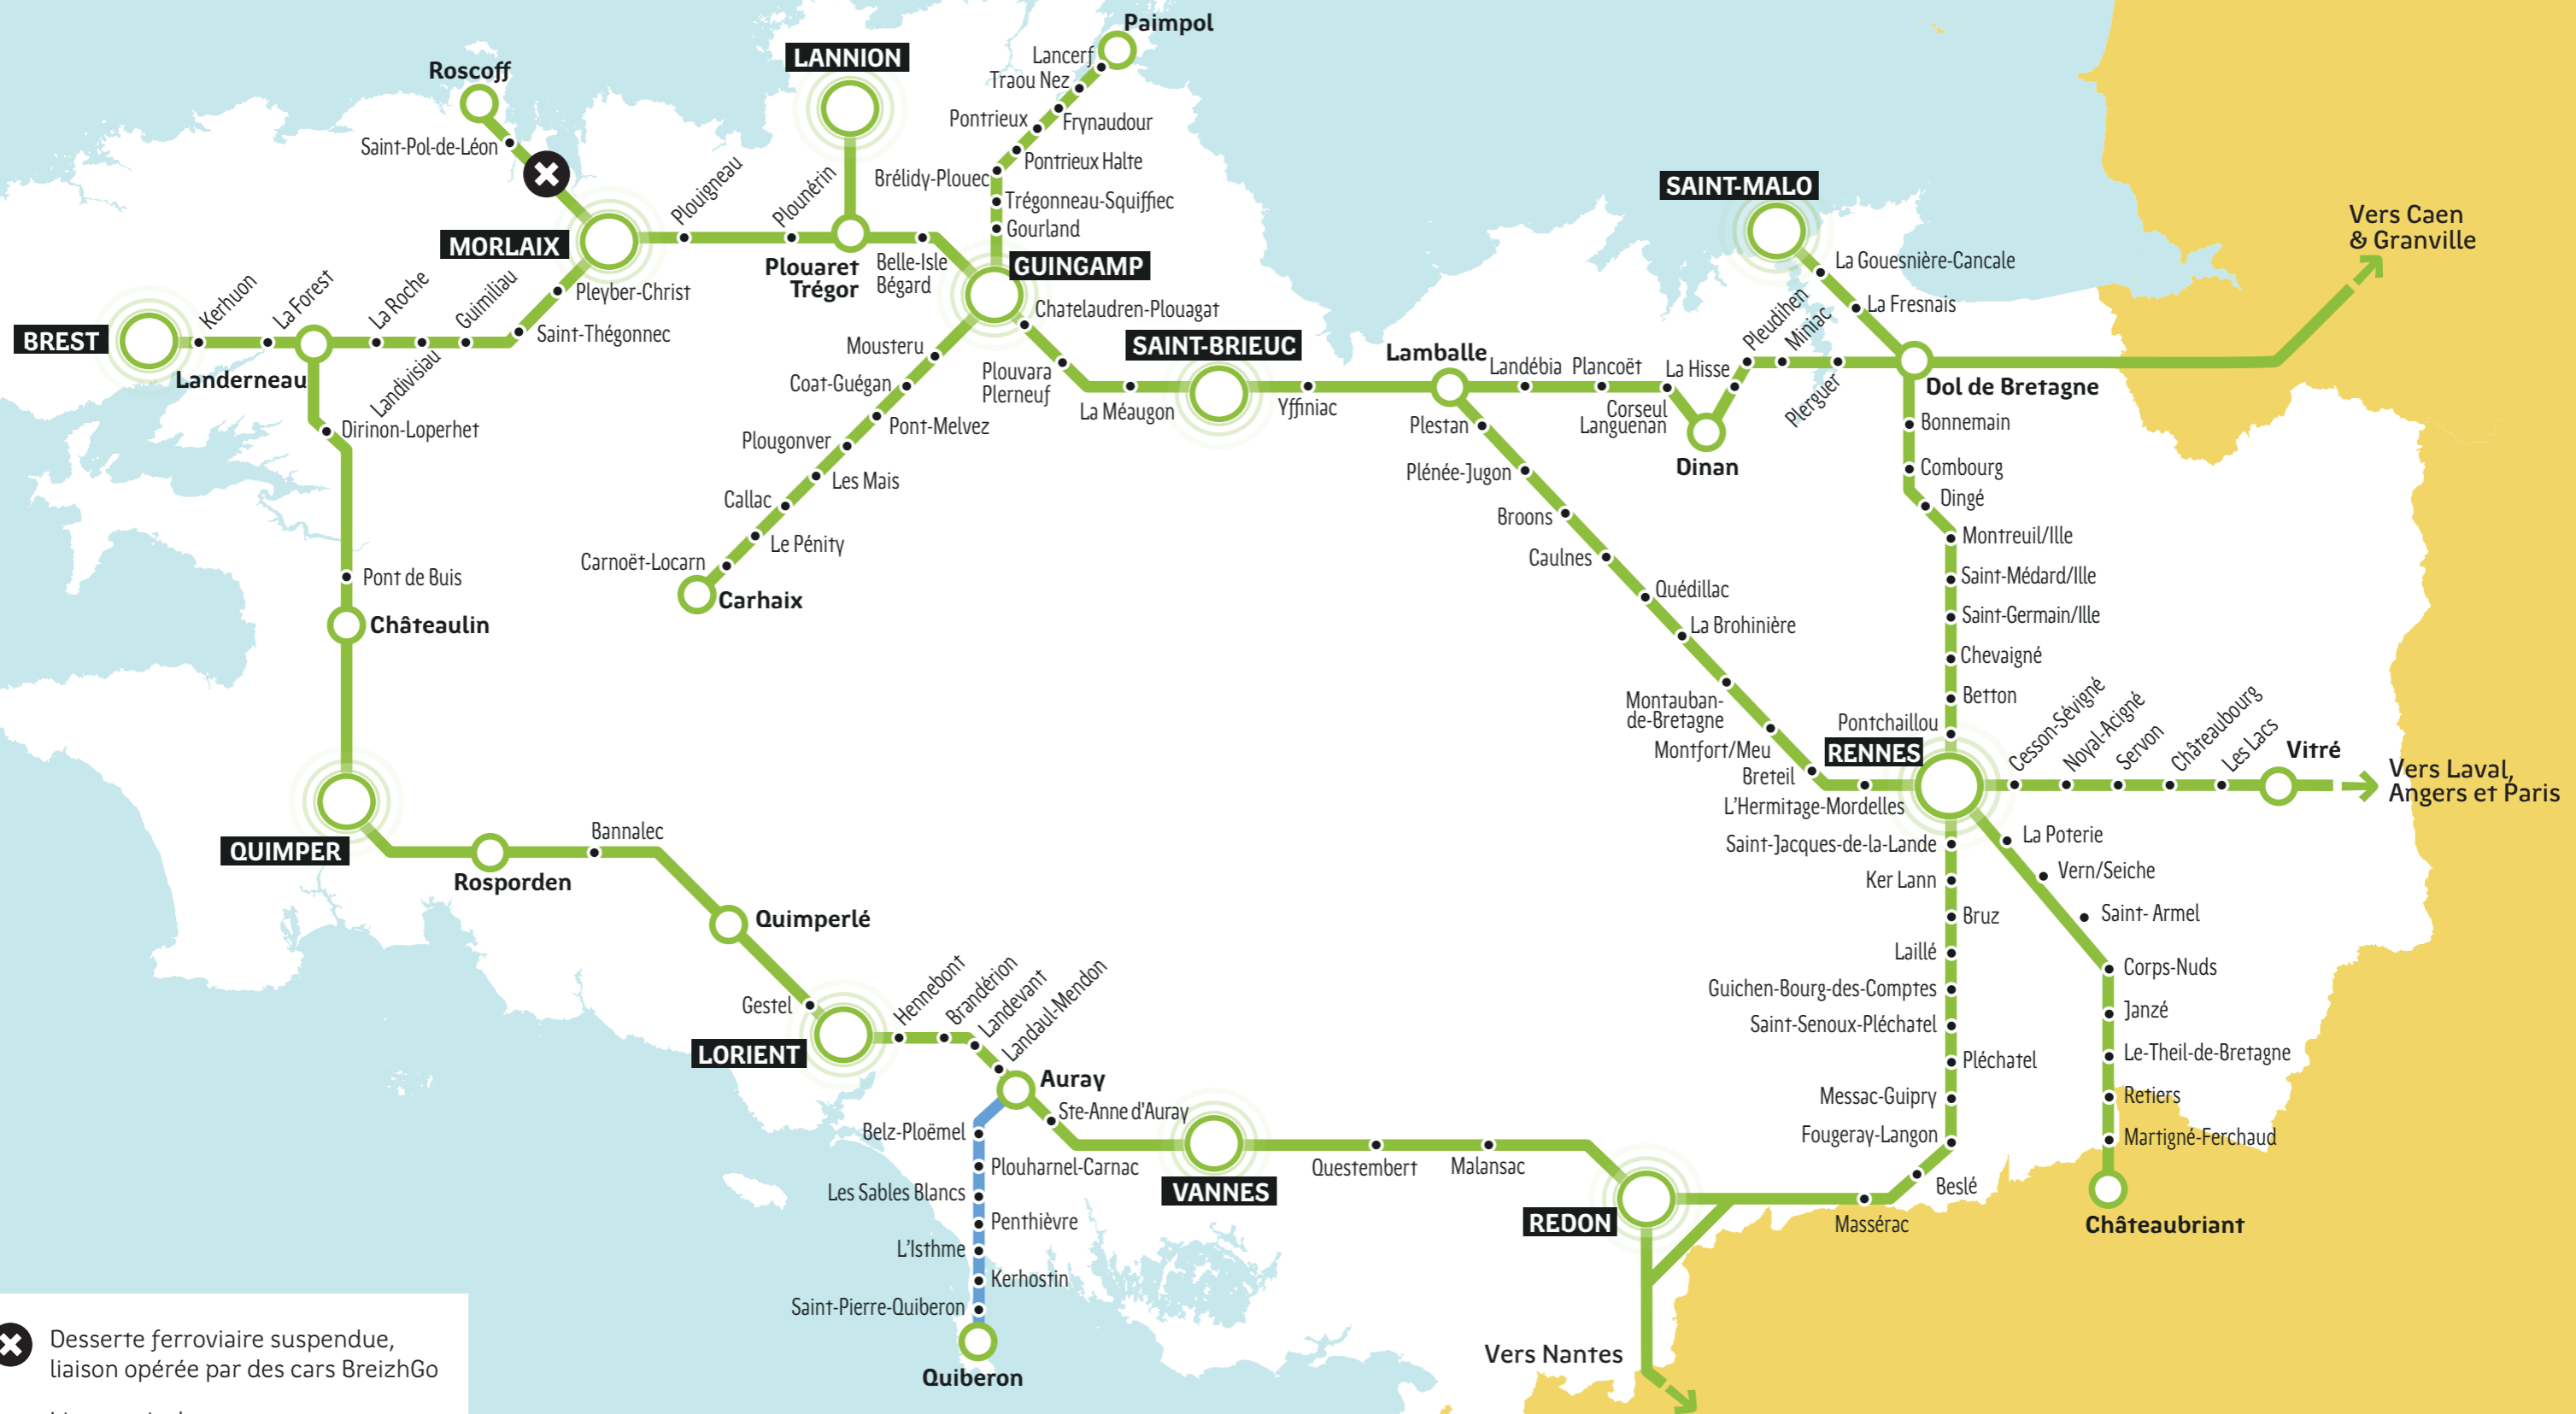 Paimpol
LANNION
Lancerf
Roscoff
Traou Nez
Pontrieux
Frynaudour
Saint-Pol-de-Léon
Pontrieux Halte
Plouigneau
Plounérin
Brélidy-Plouec
SAINT-MALO
Trégonneau-Squiffiec
Gourland
Vers Caen
& Granville
MORLAIX
Plouaret
Trégor
Belle-Isle
Bégard
GUINGAMP
La Gouesnière-Cancale
Kerhuon
La Forest
La Roche
Guimiliau
Pleyber-Christ
Chatelaudren-Plouagat
Pleudihen
Miniac
La Fresnais
BREST
Saint-Thégonnec
Mousteru
SAINT-BRIEUC
Lamballe
Landébia
Plancoët
La Hisse
Landerneau
Landivisiau
Coat-Guégan
Plouvara
Plerneuf
La Méaugon
Yffiniac
Corseul
Languenan
Plerguer
Dol de Bretagne
Dirinon-Loperhet
Pont-Melvez
Plestan
Bonnemain
Plougonver
Dinan
Les Mais
Plénée-Jugon
Combourg
Callac
Broons
Dingé
Le Pénity
Caulnes
Montreuil/Ille
Carnoët-Locarn
Pont de Buis
Quédillac
Saint-Médard/Ille
Carhaix
Châteaulin
La Brohinière
Saint-Germain/Ille
Chevaigné
Montauban-
de-Bretagne
Betton
Pontchaillou
Cesson-Sévigné
Noyal-Acigné
Servon
Châteaubourg
Les Lacs
Vitré
Montfort/Meu
RENNES
Breteil
Vers Laval,
Angers et Paris
L'Hermitage-Mordelles
QUIMPER
Bannalec
Saint-Jacques-de-la-Lande
La Poterie
Rosporden
Ker Lann
Vern/Seiche
Quimperlé
Bruz
Saint- Armel
Laillé
Corps-Nuds
Gestel
Hennebont
Brandérion
Landevant
Landaul-Mendon
Guichen-Bourg-des-Comptes
Janzé
Saint-Senoux-Pléchatel
LORIENT
Le-Theil-de-Bretagne
Auray
Pléchatel
Ste-Anne d'Auray
Messac-Guipry
Retiers
Belz-Ploëmel
Fougeray-Langon
Martigné-Ferchaud
Plouharnel-Carnac
Questembert
Malansac
Les Sables Blancs
VANNES
Beslé
Penthièvre
REDON
Massérac
Châteaubriant
L'Isthme
Kerhostin
Saint-Pierre-Quiberon
Desserte ferroviaire suspendue,
liaison opérée par des cars BreizhGo
Vers Nantes
Quiberon